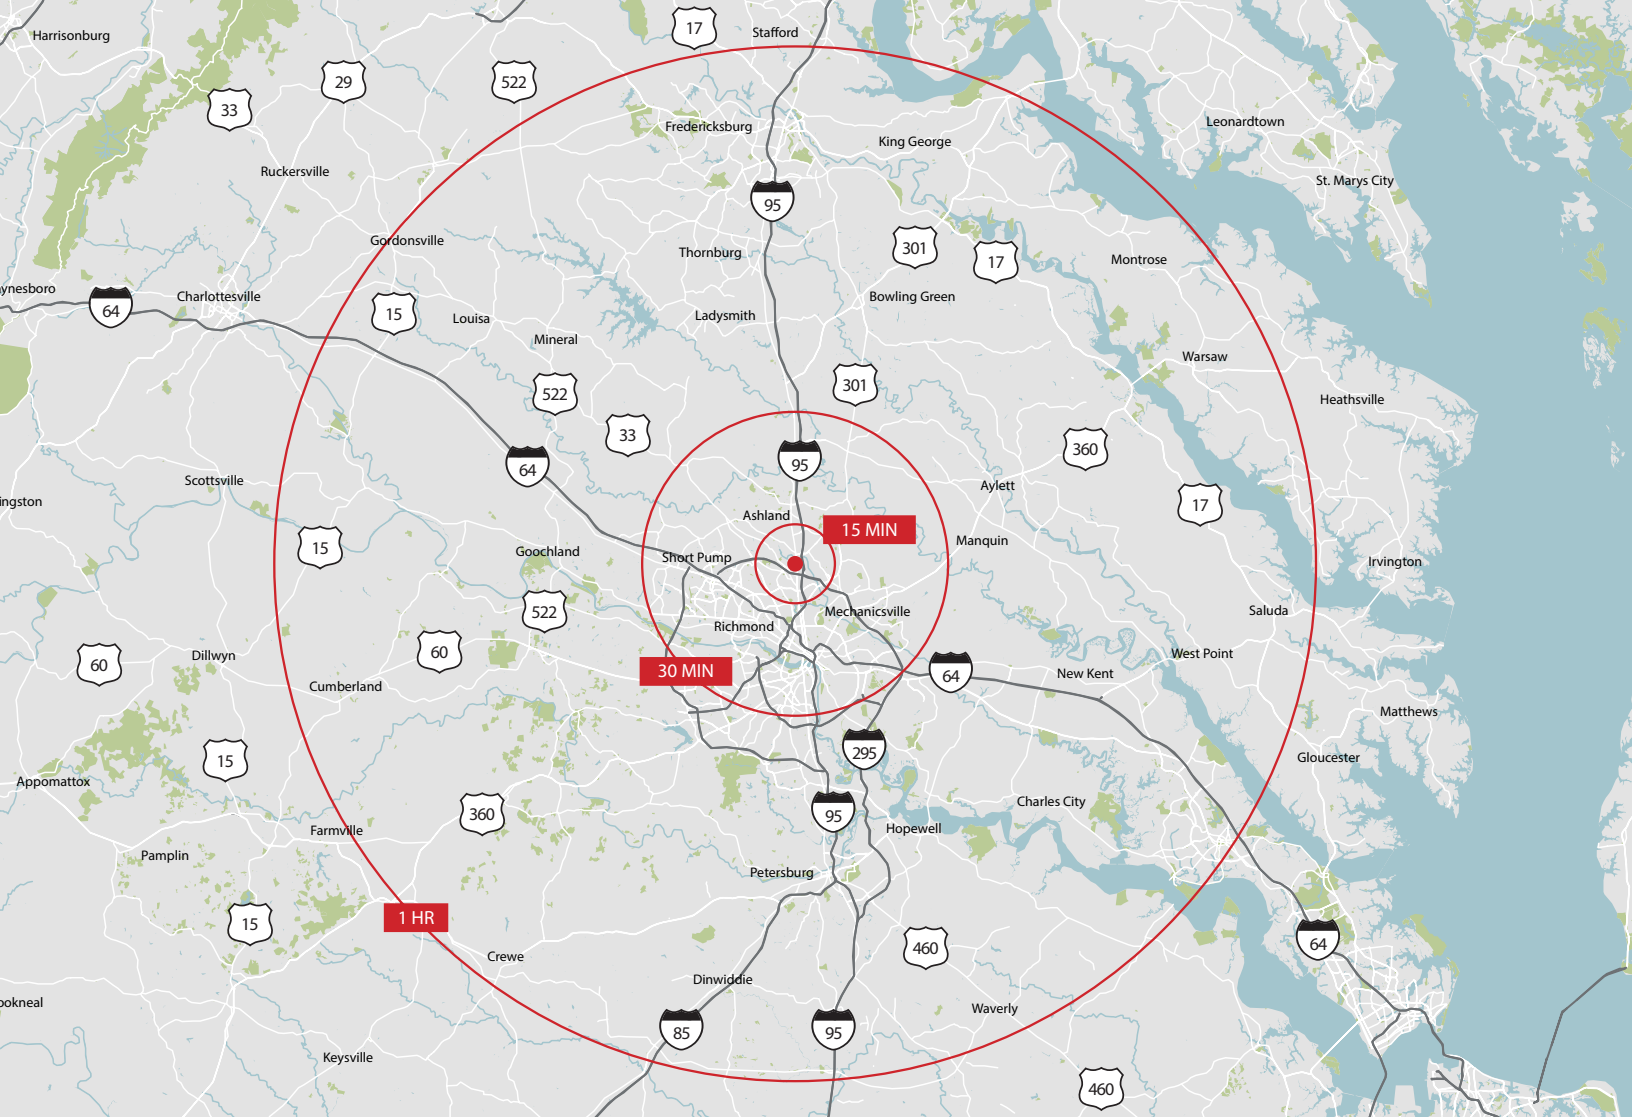 Harrisonburg
17
Stafford
29
522
33
Fredericksburg
Leonardtown
King George
Ruckersville
St. Marys City
95
Gordonsville
301
Thornburg
17
Montrose
aynesboro
Charlottesville
Bowling Green
64
15
Louisa
Ladysmith
Mineral
Warsaw
301
522
Heathsville
33
360
95
64
Scottsville
Aylett
ingston
17
Ashland
15 MIN
15
Manquin
Goochland
Short Pump
Irvington
522
Mechanicsville
Saluda
Richmond
60
60
Dillwyn
West Point
30 MIN
64
New Kent
Cumberland
Matthews
295
15
Gloucester
Appomattox
Charles City
360
95
Farmville
Hopewell
Pamplin
Petersburg
1 HR
15
64
460
Crewe
Dinwiddie
ookneal
Waverly
85
95
Keysville
460